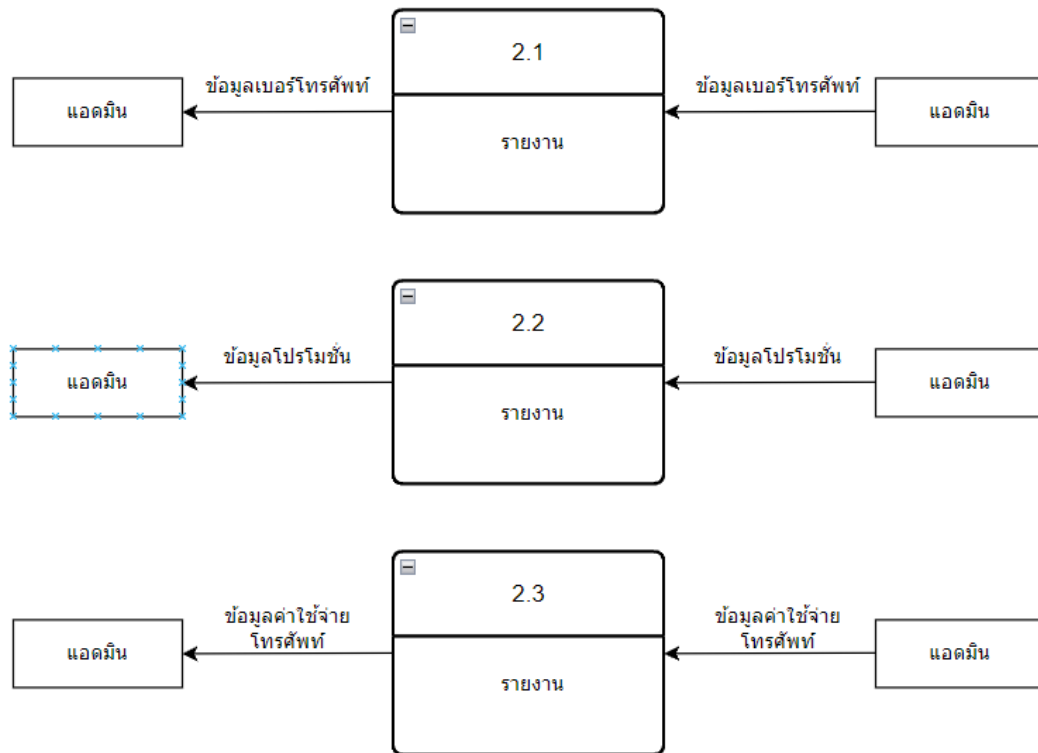 2.1
ข้อมูลเบอร์โทรศัพท์
ข้อมูลเบอร์โทรศัพท์
แอดมิน
แอดมิน
รายงาน
2.2
ข้อมูลโปรโมชั่น
ข้อมูลโปรโมชั่น
แอดมิน
แอดมิน
รายงาน
2.3
ข้อมูลค่าใช้จ่าย
โทรศัพท์
ข้อมูลค่าใช้จ่าย
โทรศัพท์
แอดมิน
แอดมิน
รายงาน